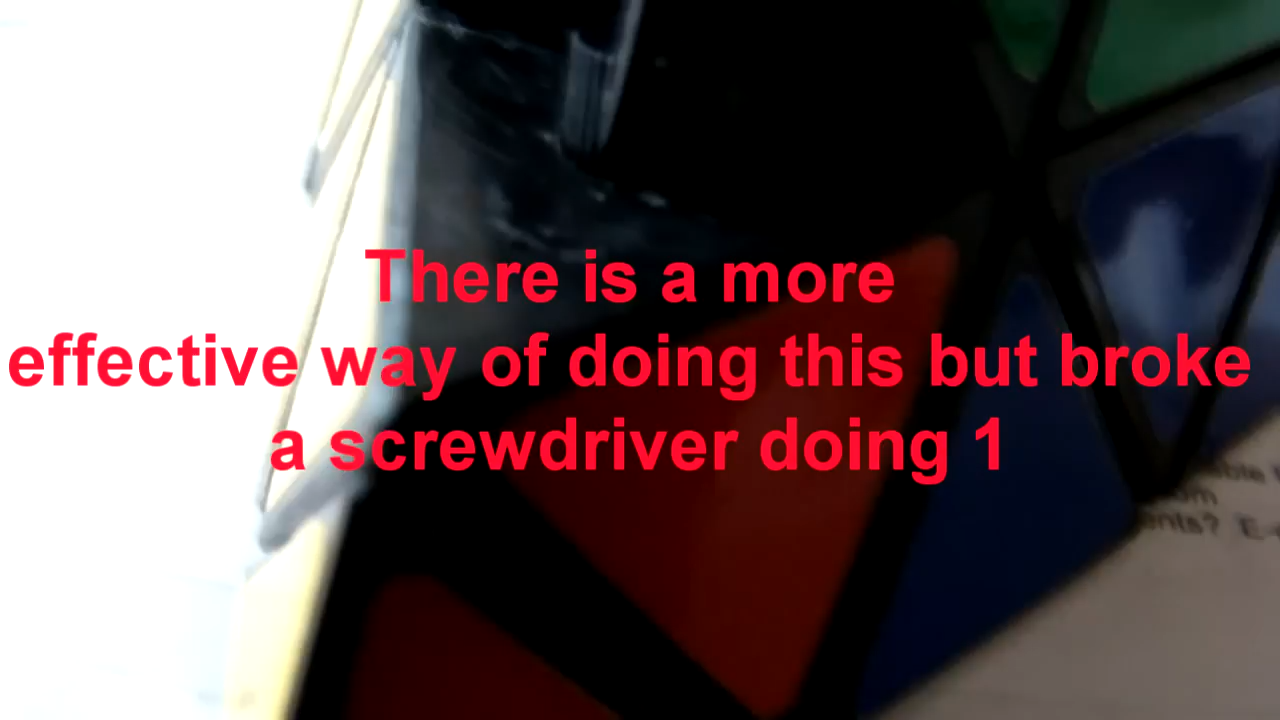 There is a more
effective way of doing this but broke
a screwdriver doing 1